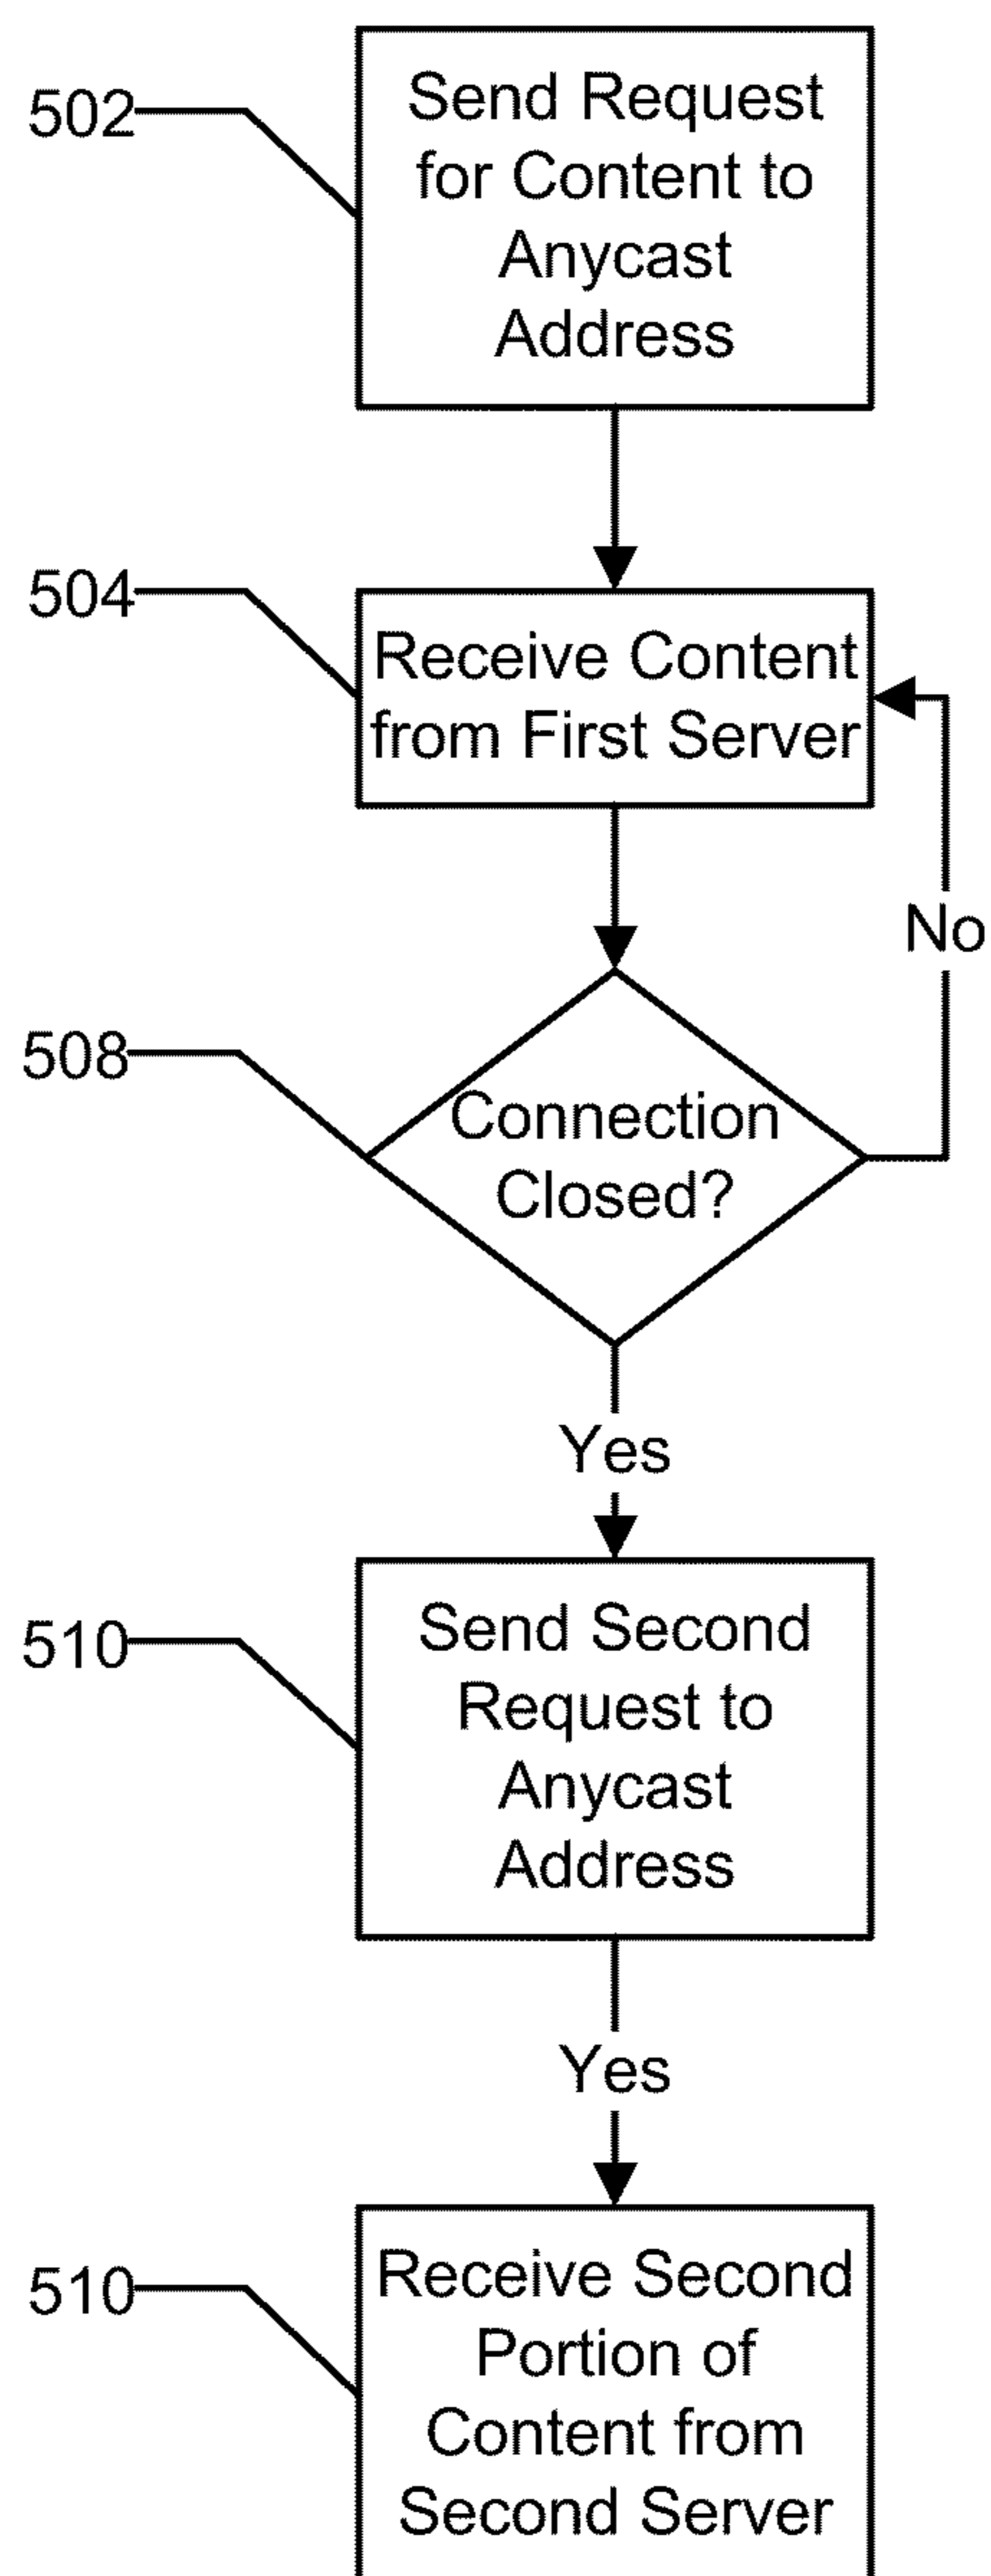 502
Send Request
for Content to
Anycast
Address
504
Receive Content
from First Server
No
508
Connection
Closed?
Yes
510
Send Second
Request to
Anycast
Address
Yes
510
Receive Second
Portion of
Content from
Second Server